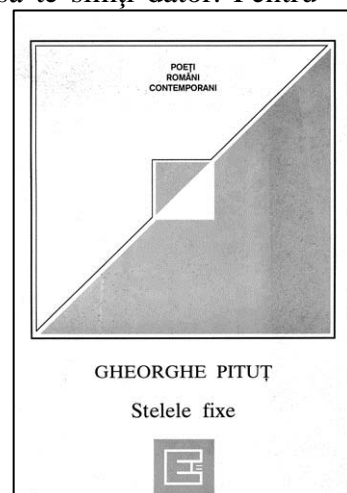 să te simți dator. Pentru
POEȚI
ROMÂNI
CONTEMPORANI
GHEORGHE PITUȚ
Stelele fixe